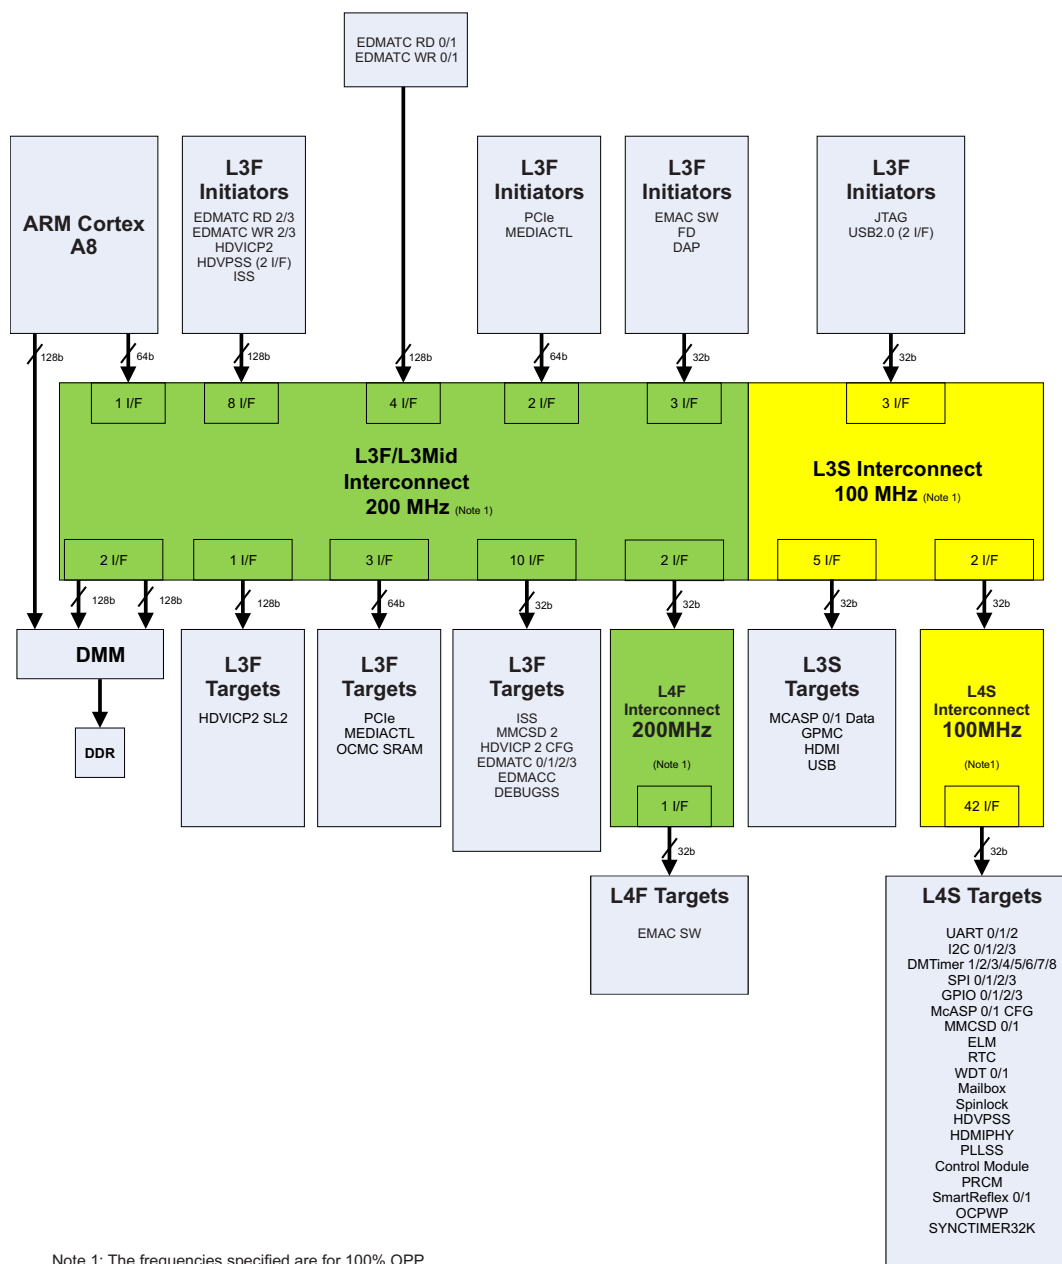 EDMATC RD 0/1
EDMATC WR 0/1
ARM Cortex
A8
L3F
Initiators
EDMATC RD 2/3
EDMATC WR 2/3
HDVICP2
HDVPSS (2 I/F)
ISS
L3F
Initiators
PCIe
MEDIACTL
L3F
Initiators
EMAC SW
FD
DAP
L3F
Initiators
JTAG
USB2.0 (2 I/F)
128b
64b
128b
128b
64b
32b
32b
1 I/F
8 I/F
4 I/F
2 I/F
3 I/F
3 I/F
L3F/L3Mid
Interconnect
200 MHz (Note 1)
L3S Interconnect
100 MHz (Note 1)
2 I/F
1 I/F
3 I/F
10 I/F
2 I/F
5 I/F
2 I/F
128b
128b
128b
64b
32b
32b
32b
32b
DMM
DDR
L3F
Targets
HDVICP2 SL2
L3F
Targets
PCIe
MEDIACTL
OCMC SRAM
L3F
Targets
ISS
MMCSD 2
HDVICP 2 CFG
EDMATC 0/1/2/3
EDMACC
DEBUGSS
L4F
Interconnect
200MHz
(Note 1)
1 I/F
L3S
Targets
MCASP 0/1 Data
GPMC
HDMI
USB
L4S
Interconnect
100MHz
(Note1)
42 I/F
32b
32b
L4F Targets
EMAC SW
L4S Targets
UART 0/1/2
I2C 0/1/2/3
DMTimer 1/2/3/4/5/6/7/8
SPI 0/1/2/3
GPIO 0/1/2/3
McASP 0/1 CFG
MMCSD 0/1
ELM
RTC
WDT 0/1
Mailbox
Spinlock
HDVPSS
HDMIPHY
PLLSS
Control Module
PRCM
SmartReflex 0/1
OCPWP
SYNCTIMER32K
Note 1: The frequencies specified are for 100% OPP